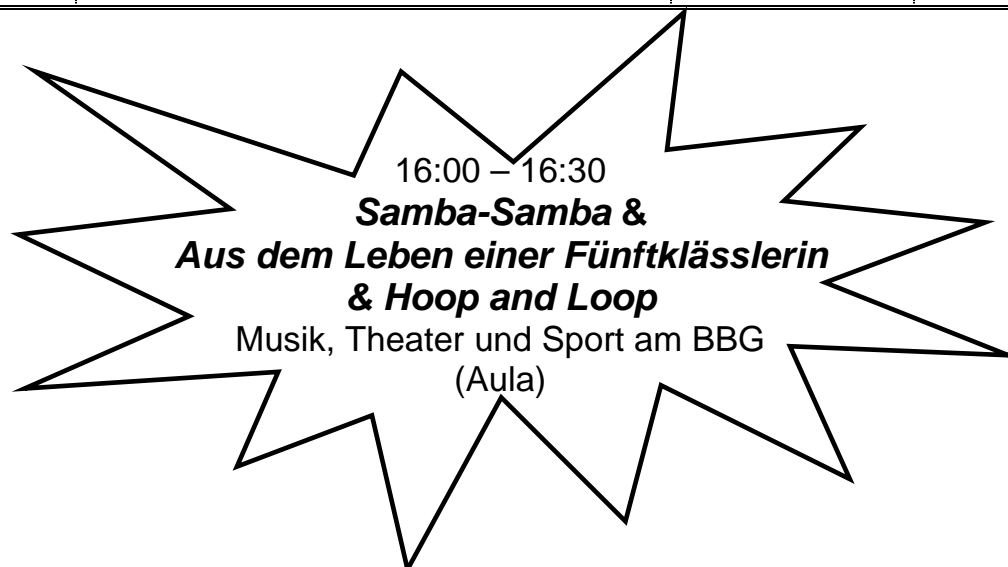 16:00 – 16:30
Samba-Samba &
Aus dem Leben einer Fünftklässlerin
& Hoop and Loop
Musik, Theater und Sport am BBG
(Aula)